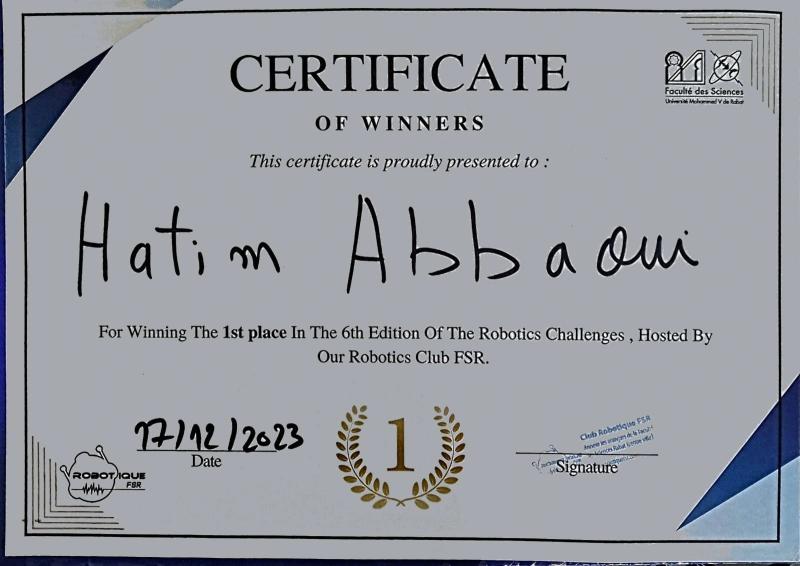 CERTIFICATE
Faculté des Sciences
Université Mohammed V de Rabat
OF WINNERS
This certificate is proudly presented to :
Hatim Abbaoui
For Winning The 1st place In The 6th Edition Of The Robotics Challenges , Hosted By
Our Robotics Club FSR.
17/12/2023
Date
1
Club Robotique FSR
Signature
ROBOTIQUE
FSR